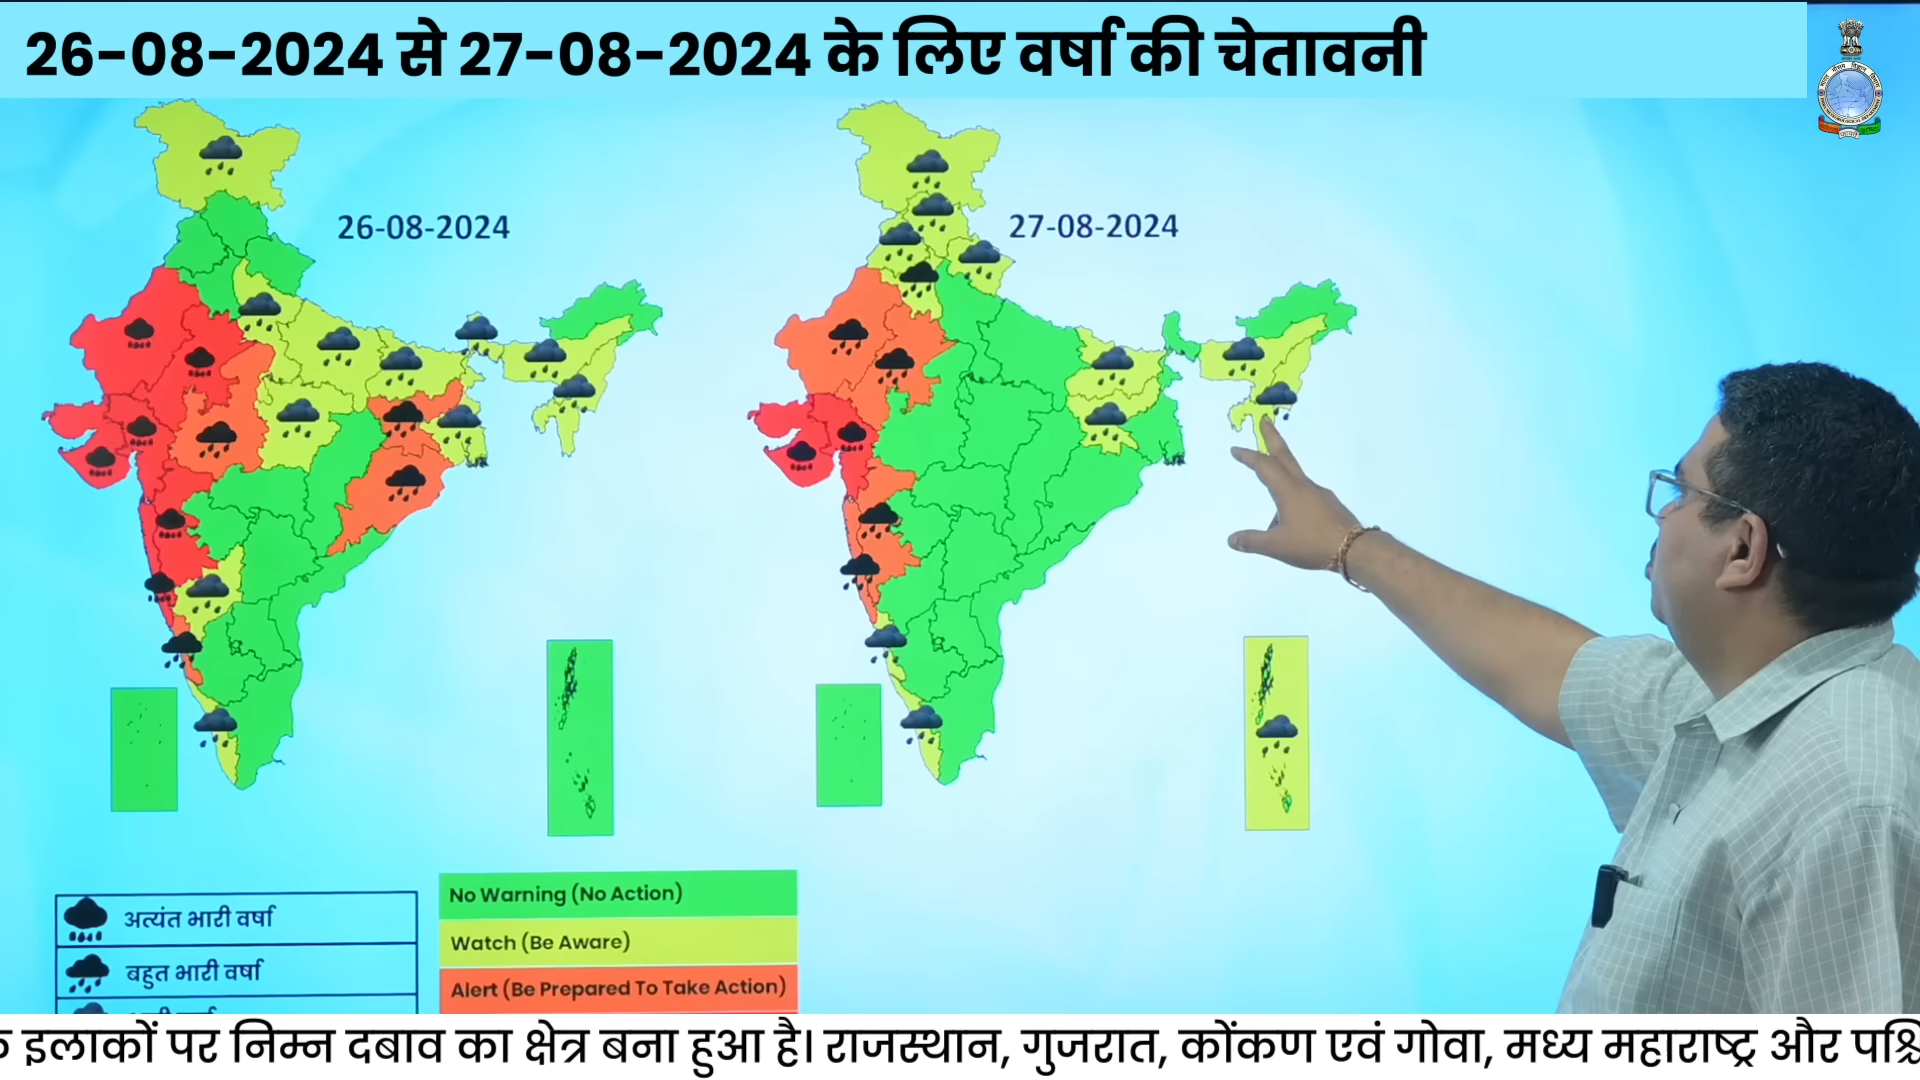 26-08-2024 से 27-08-2024 के लिए वर्षा की चेतावनी
26-08-2024
27-08-2024
अत्यंत भारी वर्षा
बहुत भारी वर्षा
No Warning (No Action)
Watch (Be Aware)
Alert (Be Prepared To Take Action)
इलाकों पर निम्न दबाव का क्षेत्र बना हुआ है। राजस्थान, गुजरात, कोंकण एवं गोवा, मध्य महाराष्ट्र और